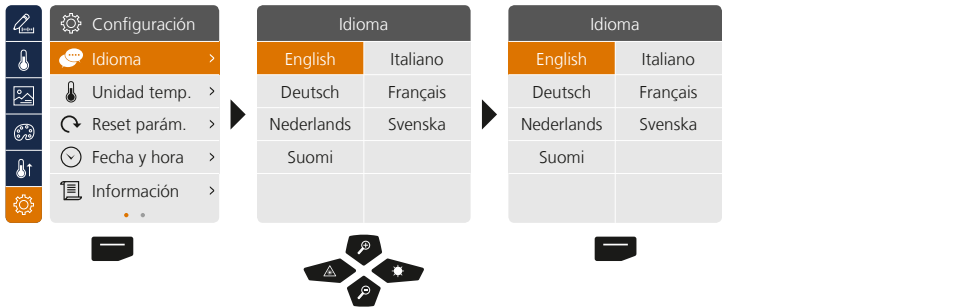 Configuración
Idioma
Unidad temp.
Reset parám.
Fecha y hora
Información
Idioma
English Italiano
Deutsch Français
Nederlands Svenska
Suomi
Idioma
English Italiano
Deutsch Français
Nederlands Svenska
Suomi